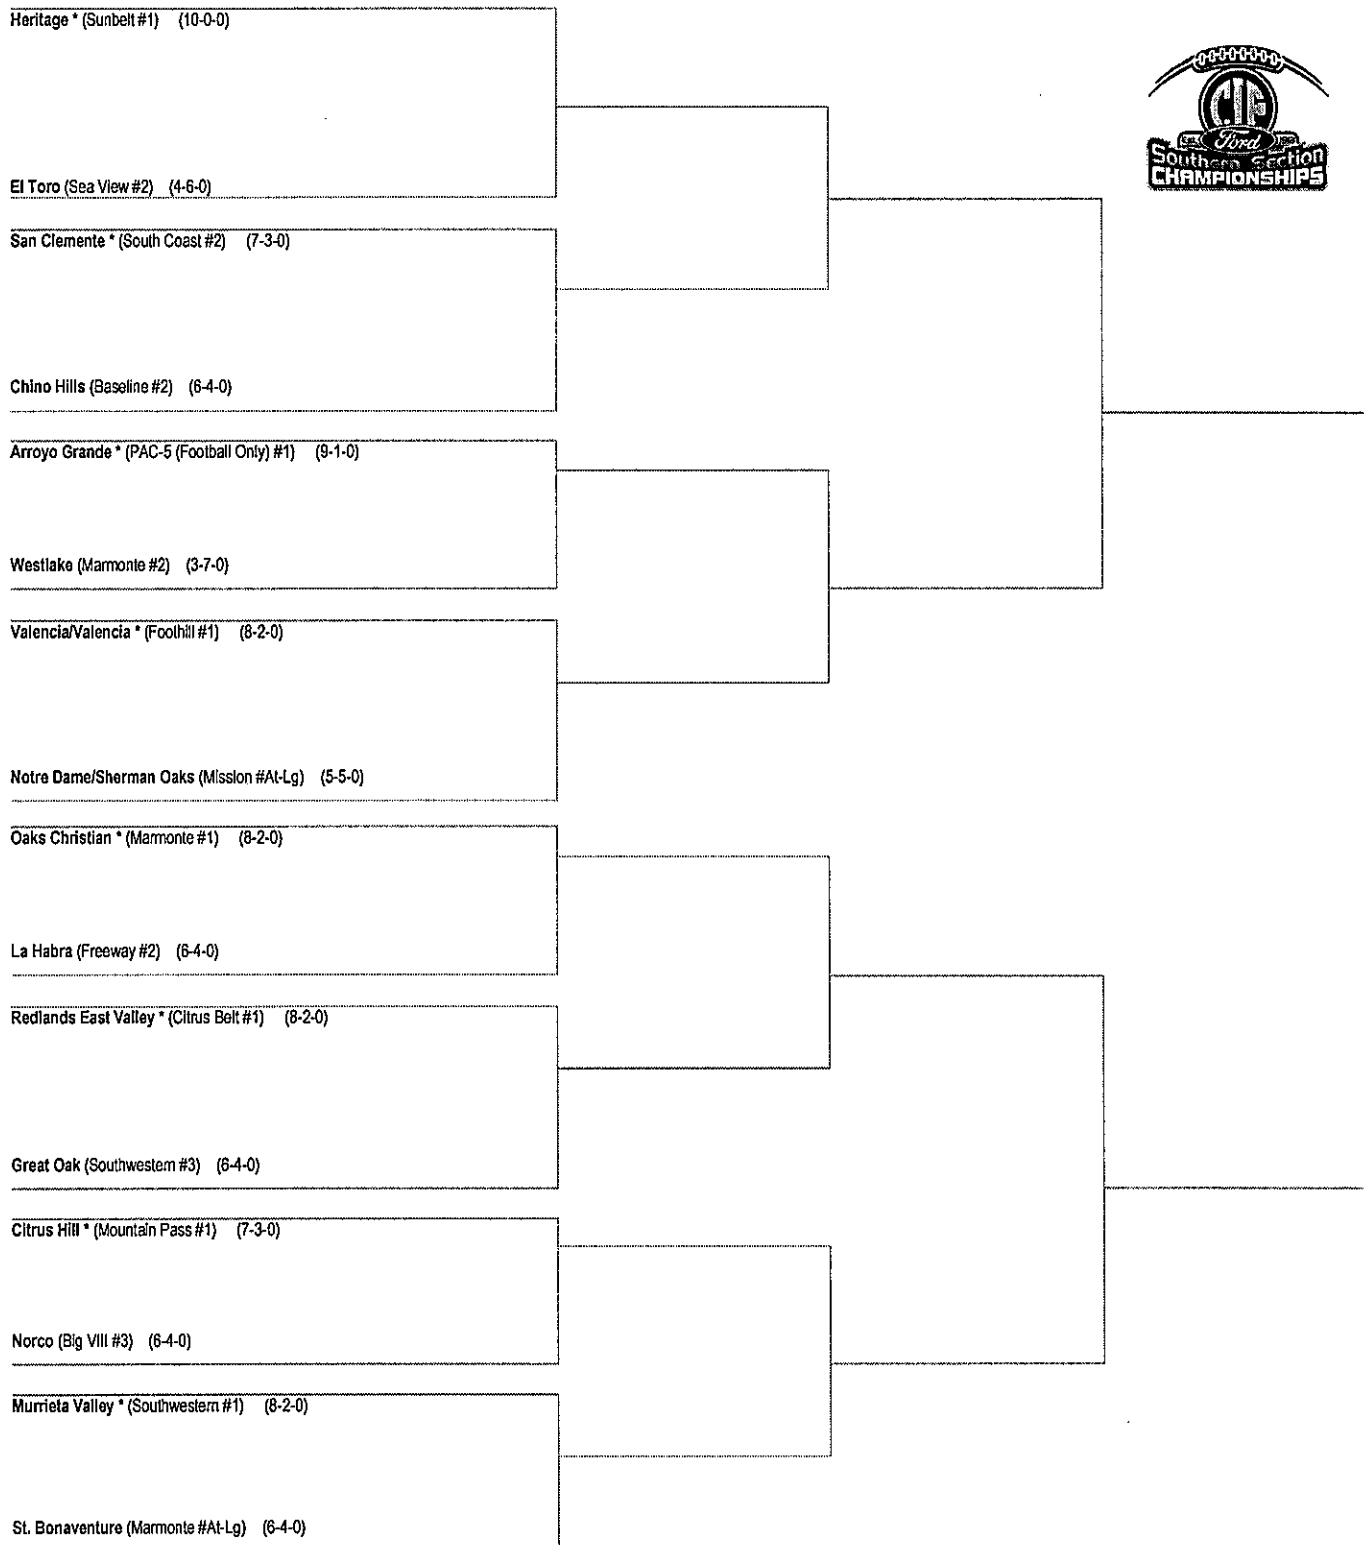 Heritage * (Sunbelt #1) (10-0-0)
CIF
Ford
Southern Section
CHAMPIONSHIPS
El Toro (Sea View #2) (4-6-0)
San Clemente * (South Coast #2) (7-3-0)
Chino Hills (Baseline #2) (6-4-0)
Arroyo Grande * (PAC-5 (Football Only) #1) (9-1-0)
Westlake (Marmonte #2) (3-7-0)
Valencia/Valencia * (Foothill #1) (8-2-0)
Notre Dame/Sherman Oaks (Mission #At-Lg) (5-5-0)
Oaks Christian * (Marmonte #1) (8-2-0)
La Habra (Freeway #2) (6-4-0)
Redlands East Valley * (Citrus Belt #1) (8-2-0)
Great Oak (Southwestern #3) (6-4-0)
Citrus Hill * (Mountain Pass #1) (7-3-0)
Norco (Big VIII #3) (6-4-0)
Murrieta Valley * (Southwestern #1) (8-2-0)
St. Bonaventure (Marmonte #At-Lg) (6-4-0)